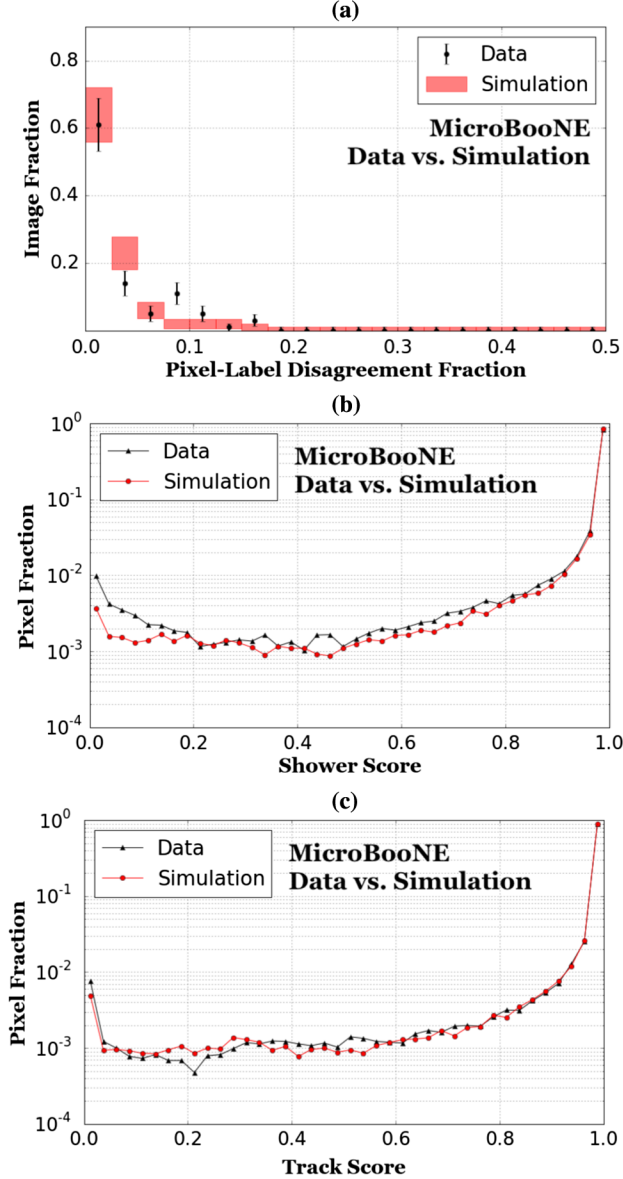 (a)
0.8
0.6
0.4
0.2
Image Fraction
Data
Simulation
MicroBooNE
Data vs. Simulation
0.0 0.1 0.2 0.3 0.4 0.5
Pixel-Label Disagreement Fraction
(b)
10^0
10^-1
10^-2
10^-3
10^-4
Pixel Fraction
Data
Simulation
MicroBooNE
Data vs. Simulation
0.0 0.2 0.4 0.6 0.8 1.0
Shower Score
(c)
10^0
10^-1
10^-2
10^-3
10^-4
Pixel Fraction
Data
Simulation
MicroBooNE
Data vs. Simulation
0.0 0.2 0.4 0.6 0.8 1.0
Track Score